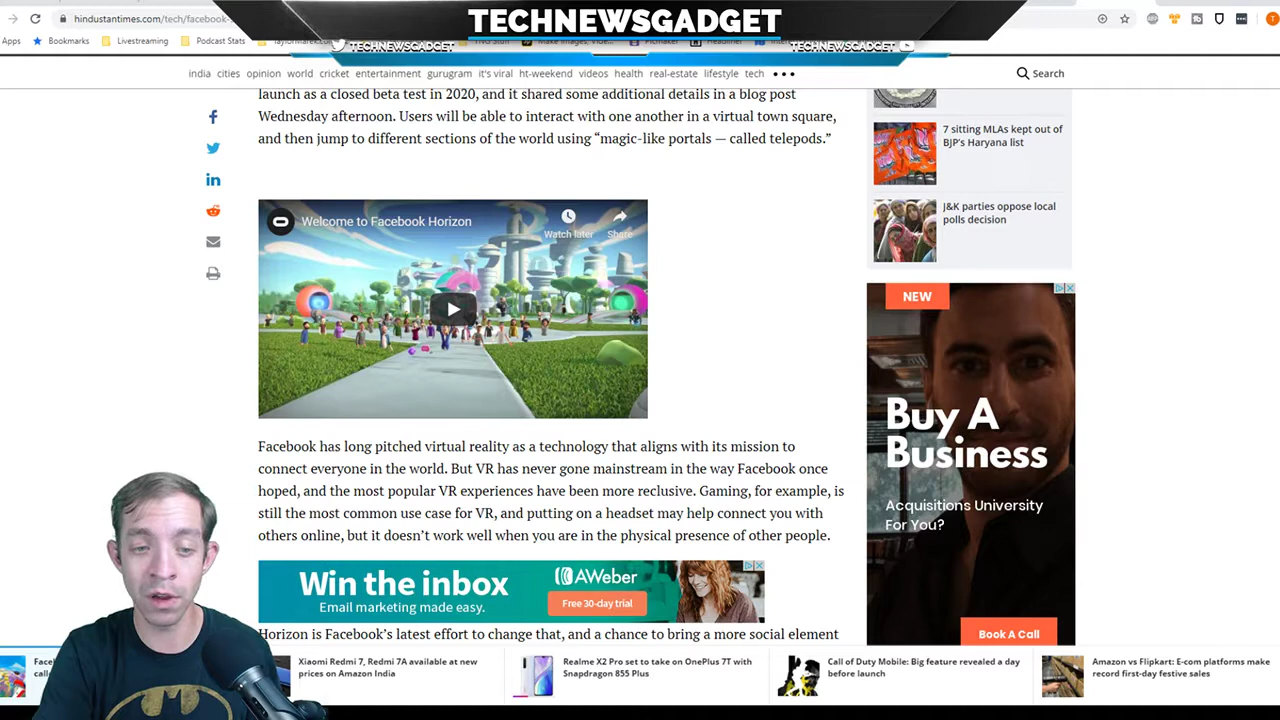 TECHNEWSGADGET
hindustantimes.com/tech/facebook-
Apps
Bookmarks
Livestreaming
Podcast Stats
TECHNEWSGADGET
TECHNEWSGADGET
india cities opinion world cricket entertainment gurugram it's viral ht-weekend videos health real-estate lifestyle tech ••• Search
launch as a closed beta test in 2020, and it shared some additional details in a blog post
Wednesday afternoon. Users will be able to interact with one another in a virtual town square,
and then jump to different sections of the world using “magic-like portals — called telepods.”
7 sitting MLAs kept out of
BJP's Haryana list
J&K parties oppose local
polls decision
Welcome to Facebook Horizon
Watch later
Share
NEW
Buy A
Business
Acquisitions University
For You?
Book A Call
Facebook has long pitched virtual reality as a technology that aligns with its mission to
connect everyone in the world. But VR has never gone mainstream in the way Facebook once
hoped, and the most popular VR experiences have been more reclusive. Gaming, for example, is
still the most common use case for VR, and putting on a headset may help connect you with
others online, but it doesn’t work well when you are in the physical presence of other people.
Win the inbox
Email marketing made easy.
AWeber
Free 30-day trial
Horizon is Facebook’s latest effort to change that, and a chance to bring a more social element
Xiaomi Redmi 7, Redmi 7A available at new
prices on Amazon India
Realme X2 Pro set to take on OnePlus 7T with
Snapdragon 855 Plus
Call of Duty Mobile: Big feature revealed a day
before launch
Amazon vs Flipkart: E-com platforms make
record first-day festive sales